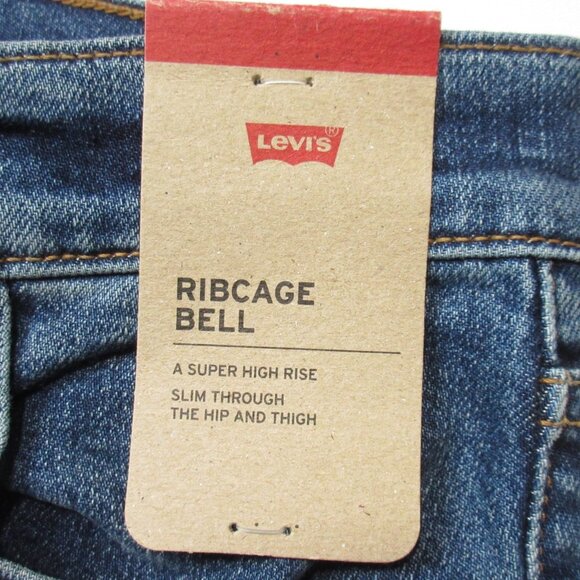 Levi's®
RIBCAGE
BELL
A SUPER HIGH RISE
SLIM THROUGH
THE HIP AND THIGH